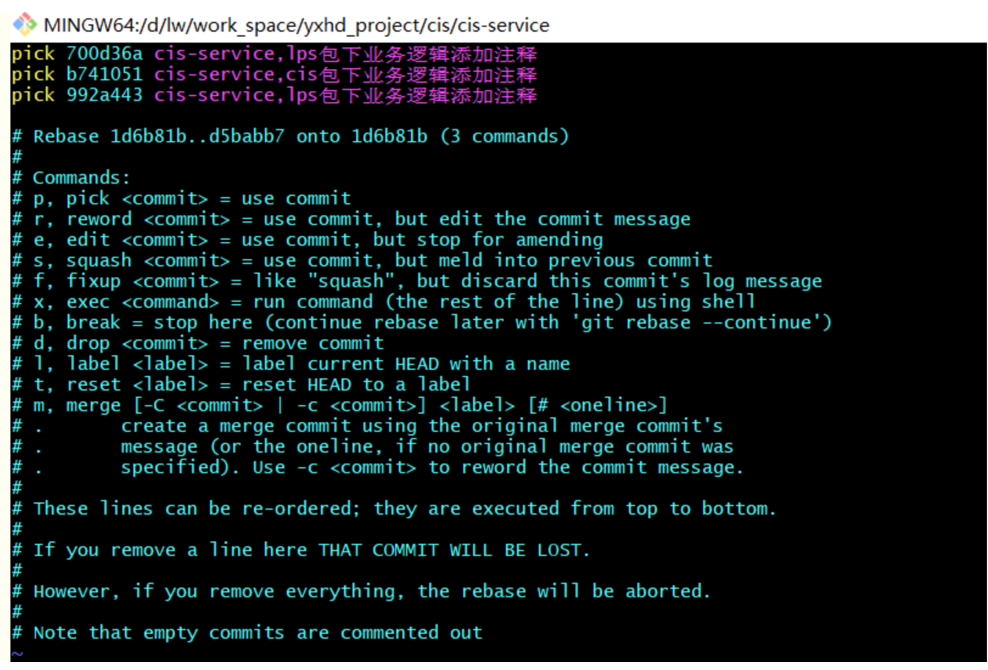 MINGW64:/d/lw/work_space/yxhd_project/cis/cis-service
pick 700d36a cis-service,lps包下业务逻辑添加注释
pick b741051 cis-service,cis包下业务逻辑添加注释
pick 992a443 cis-service,lps包下业务逻辑添加注释
# Rebase 1d6b81b..d5babb7 onto 1d6b81b (3 commands)
#
# Commands:
# p, pick <commit> = use commit
# r, reword <commit> = use commit, but edit the commit message
# e, edit <commit> = use commit, but stop for amending
# s, squash <commit> = use commit, but meld into previous commit
# f, fixup <commit> = like "squash", but discard this commit's log message
# x, exec <command> = run command (the rest of the line) using shell
# b, break = stop here (continue rebase later with 'git rebase --continue')
# d, drop <commit> = remove commit
# l, label <label> = label current HEAD with a name
# t, reset <label> = reset HEAD to a label
# m, merge [-C <commit> | -c <commit>] <label> [# <oneline>]
# .       create a merge commit using the original merge commit's
# .       message (or the oneline, if no original merge commit was
# .       specified). Use -c <commit> to reword the commit message.
#
# These lines can be re-ordered; they are executed from top to bottom.
#
# If you remove a line here THAT COMMIT WILL BE LOST.
#
# However, if you remove everything, the rebase will be aborted.
#
# Note that empty commits are commented out
~